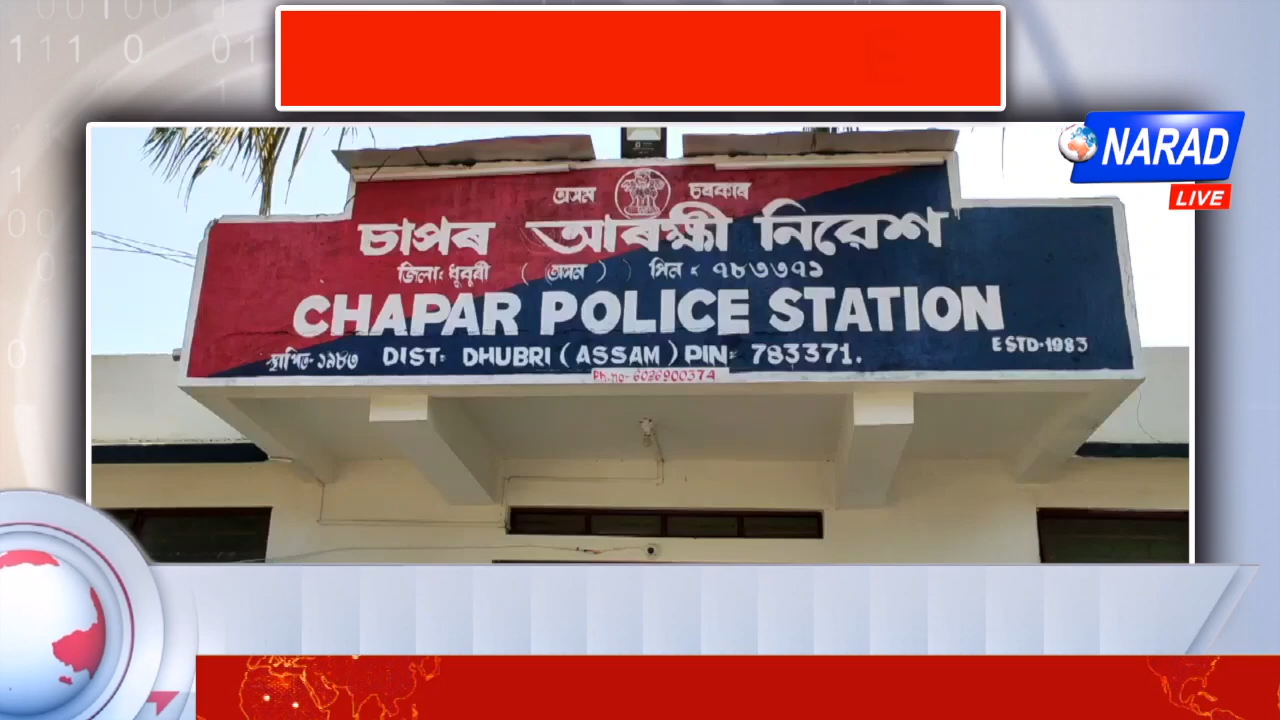 NARAD
LIVE
অসম চৰকাৰ
চাপৰ আৰক্ষী নিৱেশ
জিলা: ধুবুৰী ( অসম ) পিন : ৭৮৩৩৭১
CHAPAR POLICE STATION
স্থাপিত- ১৯৮৩ DIST: DHUBRI ( ASSAM ) PIN: 783371. ESTD-1983
Ph.no- 6026900374